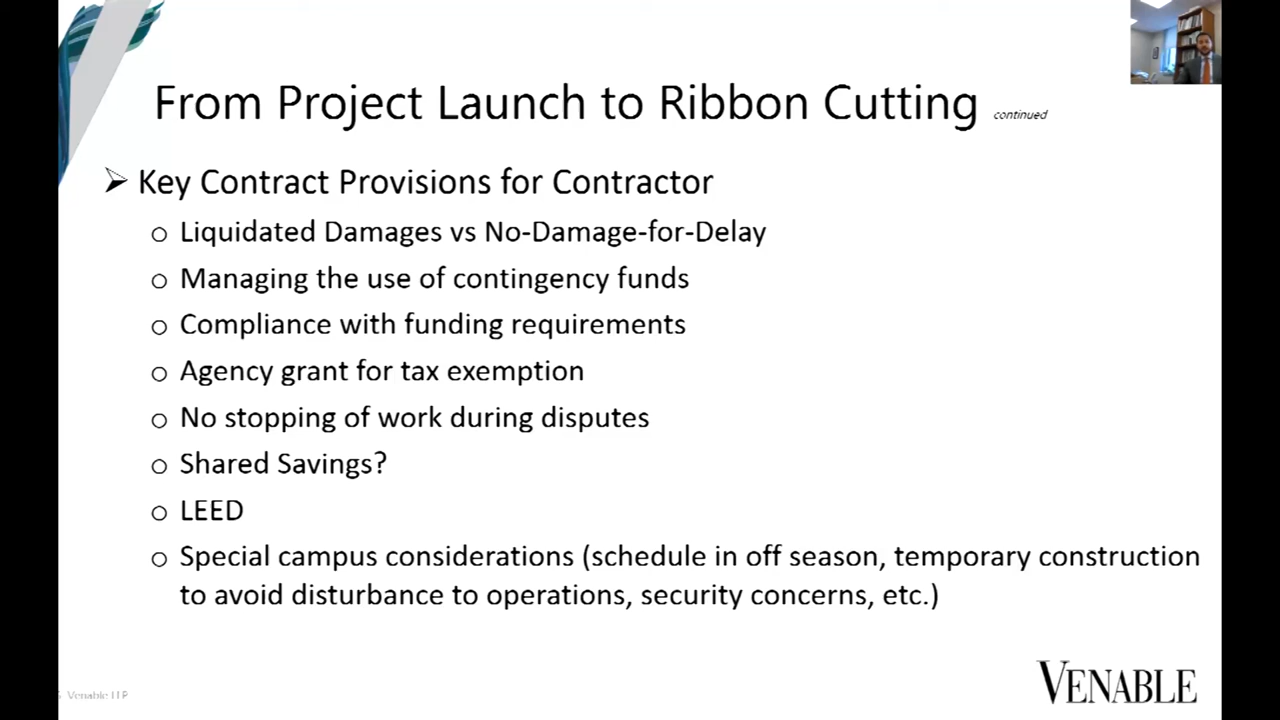 From Project Launch to Ribbon Cutting continued
➢ Key Contract Provisions for Contractor
o Liquidated Damages vs No-Damage-for-Delay
o Managing the use of contingency funds
o Compliance with funding requirements
o Agency grant for tax exemption
o No stopping of work during disputes
o Shared Savings?
o LEED
o Special campus considerations (schedule in off season, temporary construction
to avoid disturbance to operations, security concerns, etc.)
Venable LLP
VENABLE